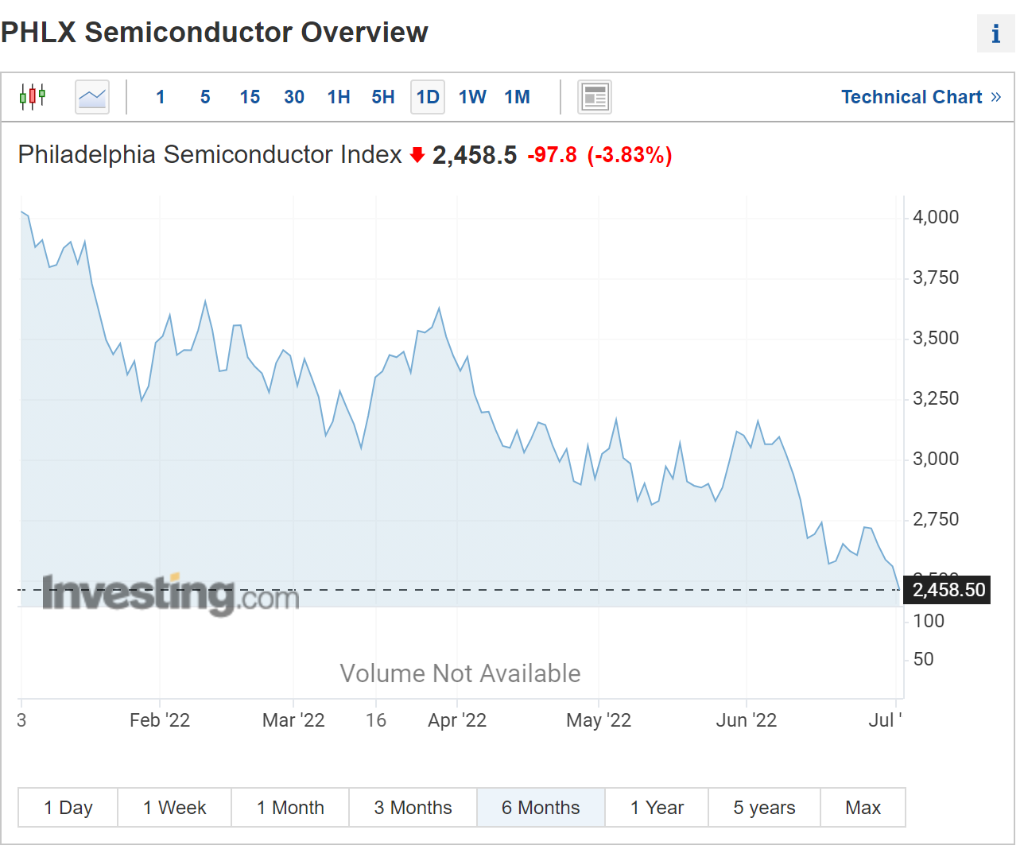 PHLX Semiconductor Overview
i
1 5 15 30 1H 5H 1D 1W 1M Technical Chart »
Philadelphia Semiconductor Index 2,458.5 -97.8 (-3.83%)
4,000
3,750
3,500
3,250
3,000
2,750
2,458.50
Investing.com
100
50
Volume Not Available
3 Feb '22 Mar '22 16 Apr '22 May '22 Jun '22 Jul '
1 Day 1 Week 1 Month 3 Months 6 Months 1 Year 5 years Max